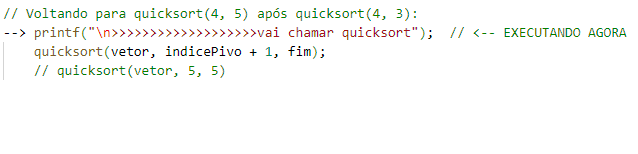 // Voltando para quicksort(4, 5) após quicksort(4, 3):
--> printf("\n>>>>>>>>>>>>>>>>>>>vai chamar quicksort");  // <-- EXECUTANDO AGORA
quicksort(vetor, indicePivo + 1, fim);
// quicksort(vetor, 5, 5)